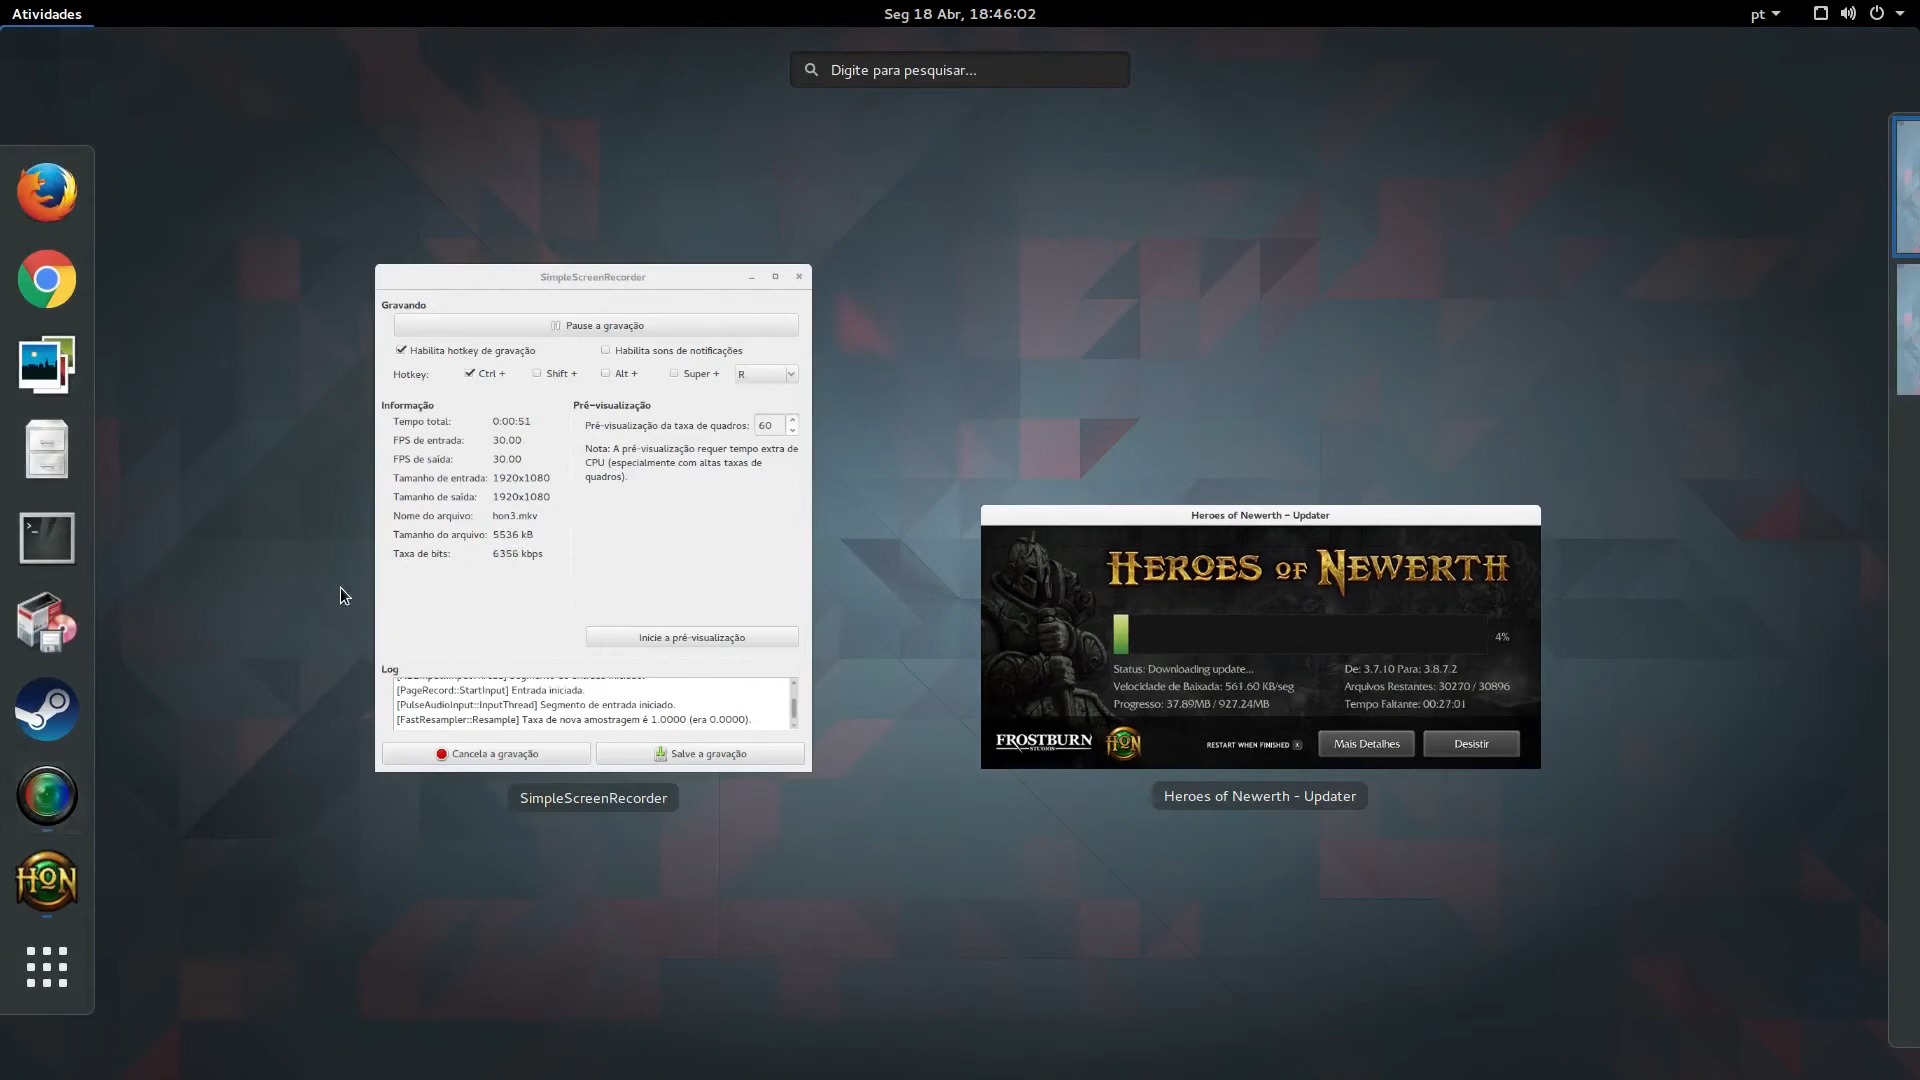 Atividades
Seg 18 Abr, 18:46:02
pt
Digite para pesquisar...
SimpleScreenRecorder
Gravando
Pause a gravação
Habilita hotkey de gravação
Habilita sons de notificações
Hotkey:
Ctrl +
Shift +
Alt +
Super +
R
Informação
Tempo total: 0:00:51
FPS de entrada: 30.00
FPS de saída: 30.00
Tamanho de entrada: 1920x1080
Tamanho de saída: 1920x1080
Nome do arquivo: hon3.mkv
Tamanho do arquivo: 5536 kB
Taxa de bits: 6356 kbps
Pré-visualização
Pré-visualização da taxa de quadros: 60
Nota: A pré-visualização requer tempo extra de
CPU (especialmente com altas taxas de
quadros).
Inicie a pré-visualização
Log
[PageRecord::StartInput] Entrada iniciada.
[PulseAudioInput::InputThread] Segmento de entrada iniciado.
[FastResampler::Resample] Taxa de nova amostragem é 1.0000 (era 0.0000).
Cancela a gravação
Salve a gravação
SimpleScreenRecorder
Heroes of Newerth – Updater
HEROES OF NEWERTH
4%
Status: Downloading update...
Velocidade de Baixada: 561.60 KB/seg
Progresso: 37.89MB / 927.24MB
De: 3.7.10 Para: 3.8.7.2
Arquivos Restantes: 30270 / 30896
Tempo Faltante: 00:27:01
FROSTBURN
STUDIOS
HON
RESTART WHEN FINISHED X
Mais Detalhes
Desistir
Heroes of Newerth - Updater
HON